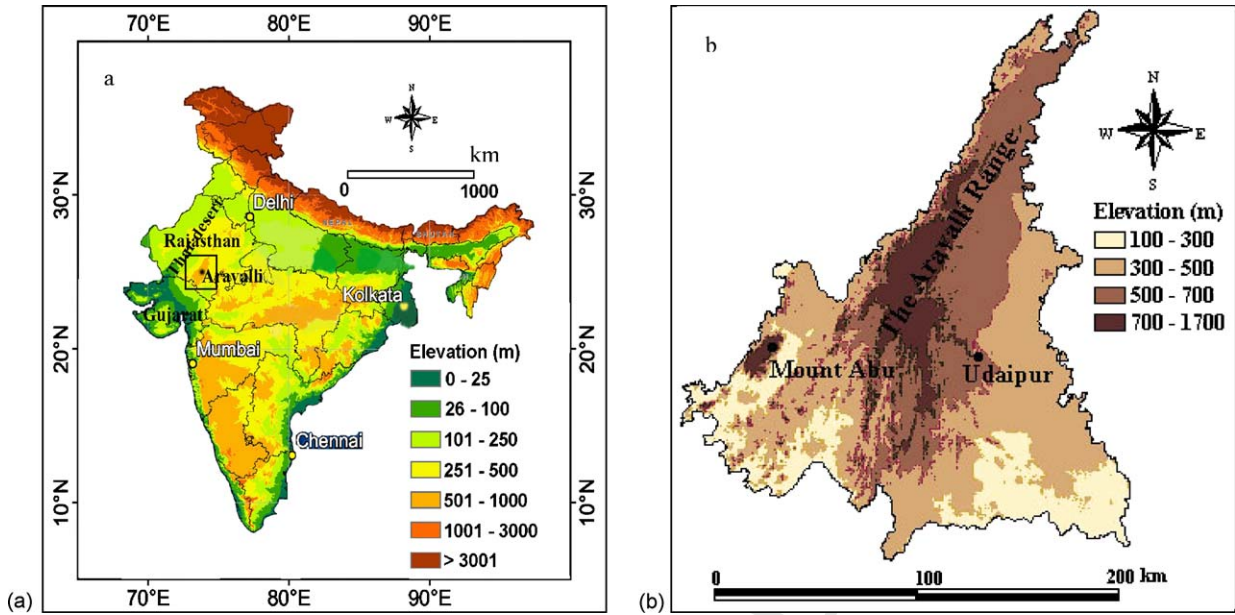 70°E 80°E 90°E
a
N
W E
S
km
0 1000
30°N
20°N
10°N
Delhi
NEPAL
BHUTAN
Thar desert
Rajasthan
Aravalli
Kolkata
Gujarat
Mumbai
Chennai
Elevation (m)
0 - 25
26 - 100
101 - 250
251 - 500
501 - 1000
1001 - 3000
> 3001
30°N
20°N
10°N
70°E 80°E 90°E
(a)
b
N
W E
S
The Aravalli Range
Elevation (m)
100 - 300
300 - 500
500 - 700
700 - 1700
Mount Abu
Udaipur
0 100 200 km
(b)